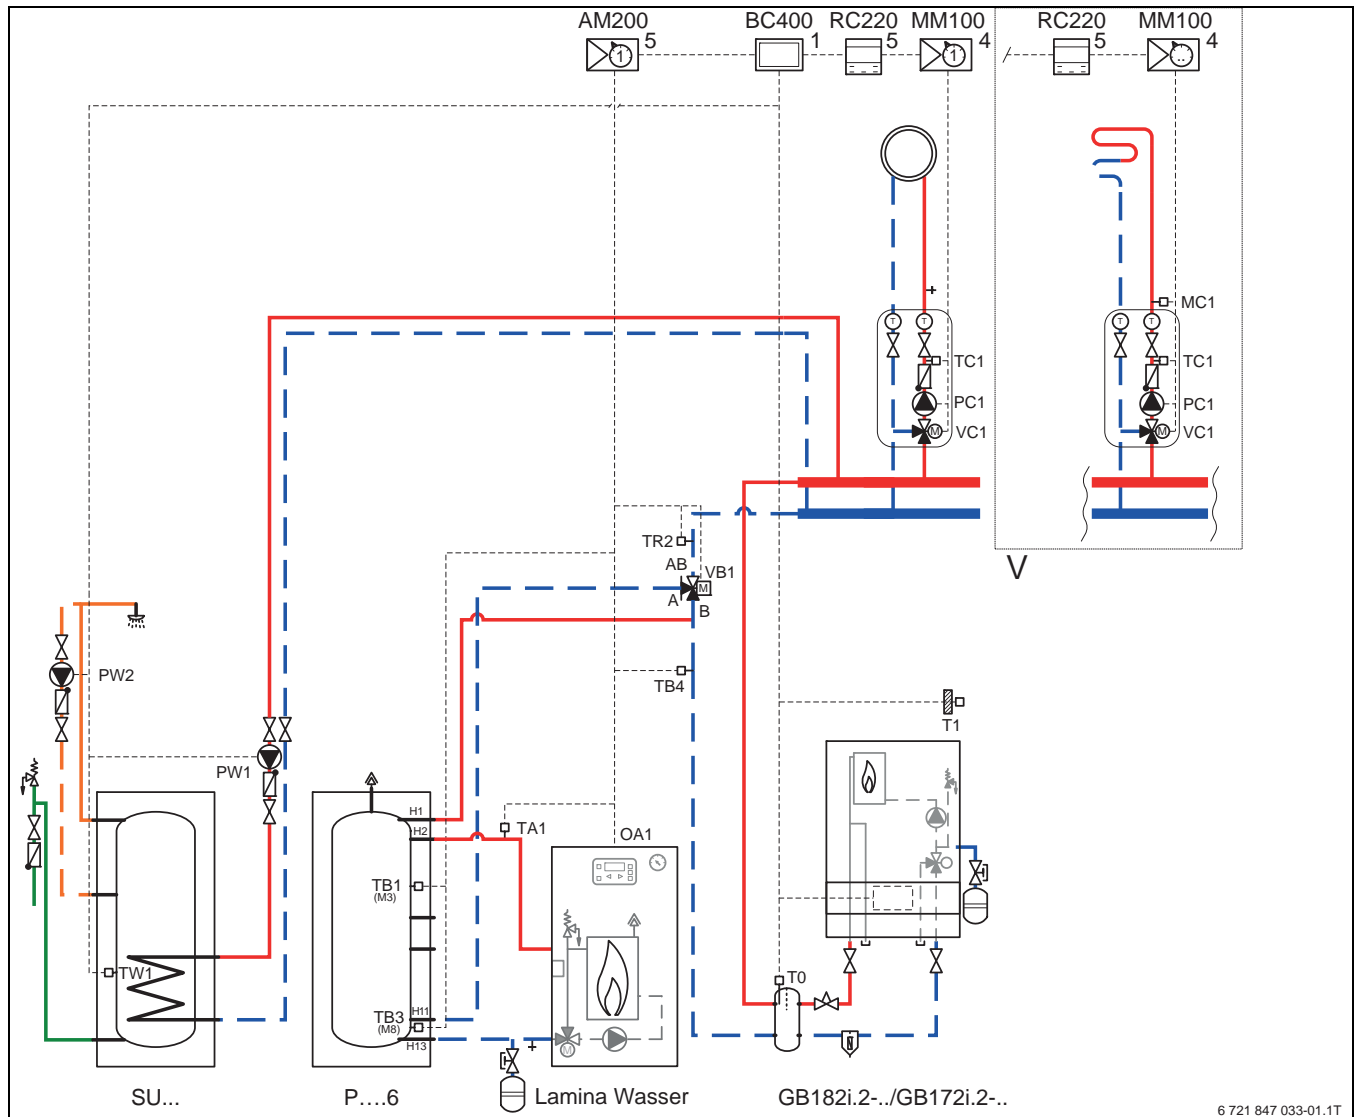 AM200 BC400 RC220 MM100 RC220 MM100
5 1 5 4 5 4
1 1 ..
T T T T
MC1
TC1 TC1
PC1 PC1
M VC1 M VC1
TR2
AB VB1
M
A B
V
PW2
TB4
T1
PW1
H1
H2
TA1 OA1
TB1
(M3)
TW1
T0
H11
TB3
(M8)
H13
M
SU... P....6 Lamina Wasser GB182i.2-../GB172i.2-..
6 721 847 033-01.1T